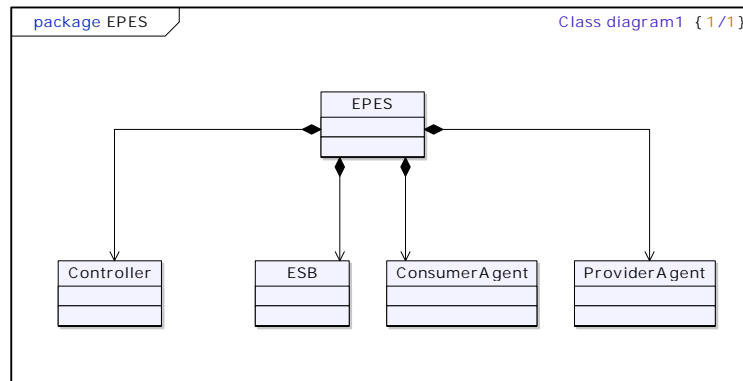 package EPES
Class diagram1 {1/1}
EPES
Controller
ESB
ConsumerAgent
ProviderAgent